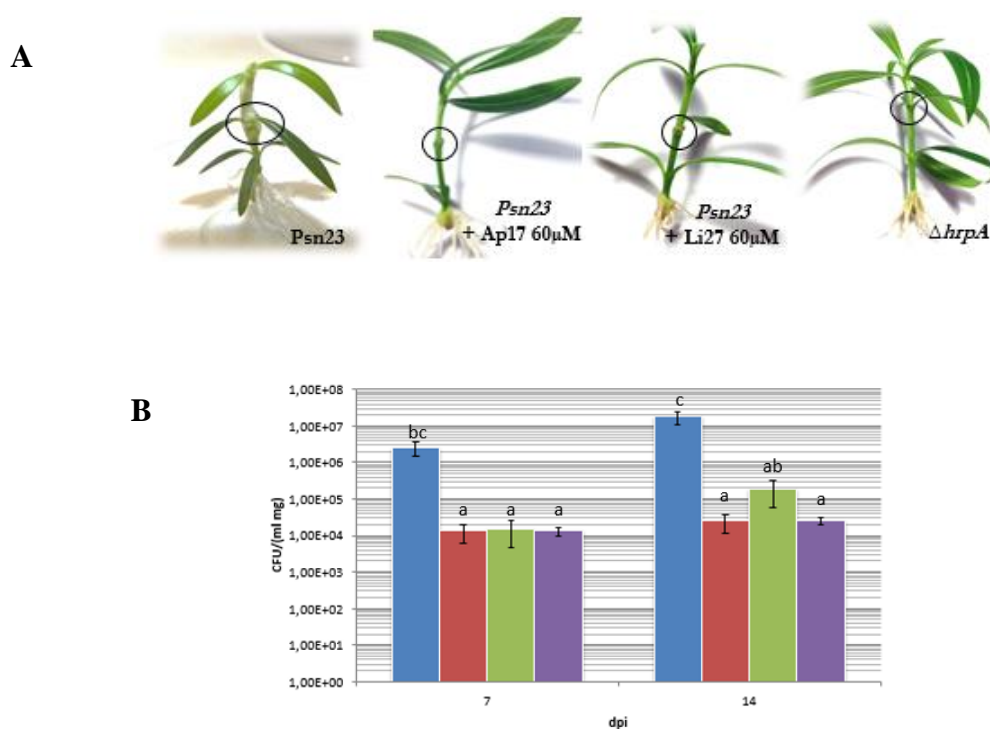 A
Psn23
Psn23
+ Ap17 60µM
Psn23
+ Li27 60µM
ΔhrpA
B
1,00E+08
1,00E+07
1,00E+06
1,00E+05
1,00E+04
1,00E+03
1,00E+02
1,00E+01
1,00E+00
CFU/(ml mg)
bc
a
a
a
c
a
ab
a
7
14
dpi